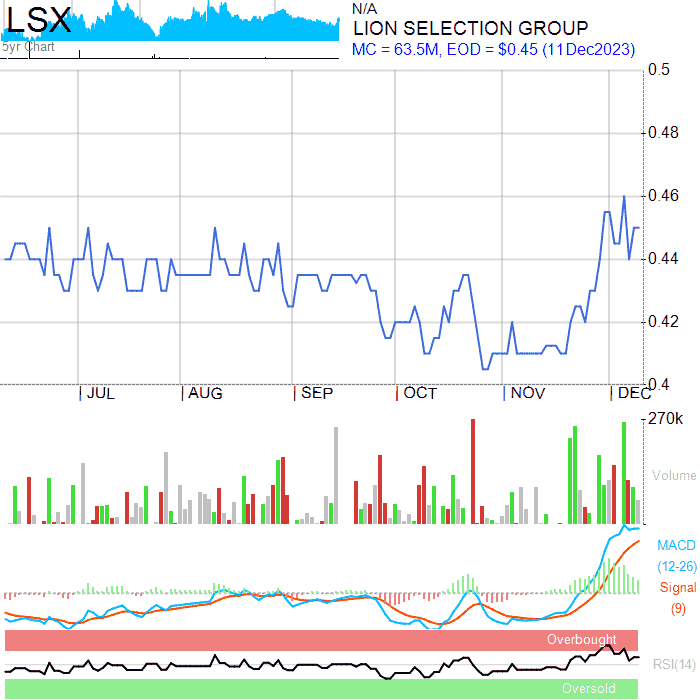 LSX
5yr Chart
N/A
LION SELECTION GROUP
MC = 63.5M, EOD = $0.45 (11Dec2023)
0.5
0.48
0.46
0.44
0.42
0.4
JUL AUG SEP OCT NOV DEC
270k
Volume
MACD
(12-26)
Signal
(9)
Overbought
RSI(14)
Oversold